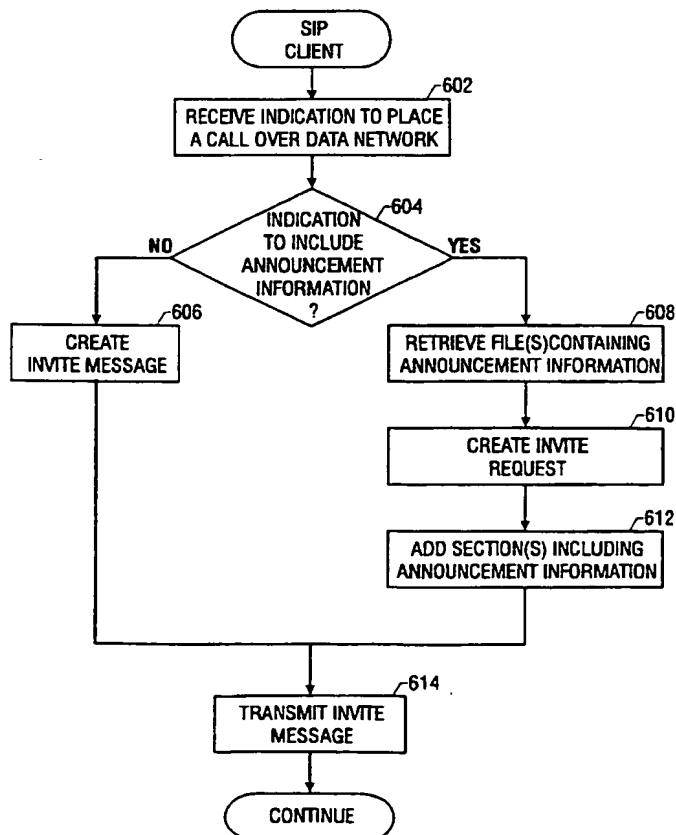 SIP
CLIENT
602
RECEIVE INDICATION TO PLACE
A CALL OVER DATA NETWORK
604
INDICATION
TO INCLUDE
ANNOUNCEMENT
INFORMATION
?
NO
YES
606
CREATE
INVITE MESSAGE
608
RETRIEVE FILE(S)CONTAINING
ANNOUNCEMENT INFORMATION
610
CREATE INVITE
REQUEST
612
ADD SECTION(S) INCLUDING
ANNOUNCEMENT INFORMATION
614
TRANSMIT INVITE
MESSAGE
CONTINUE